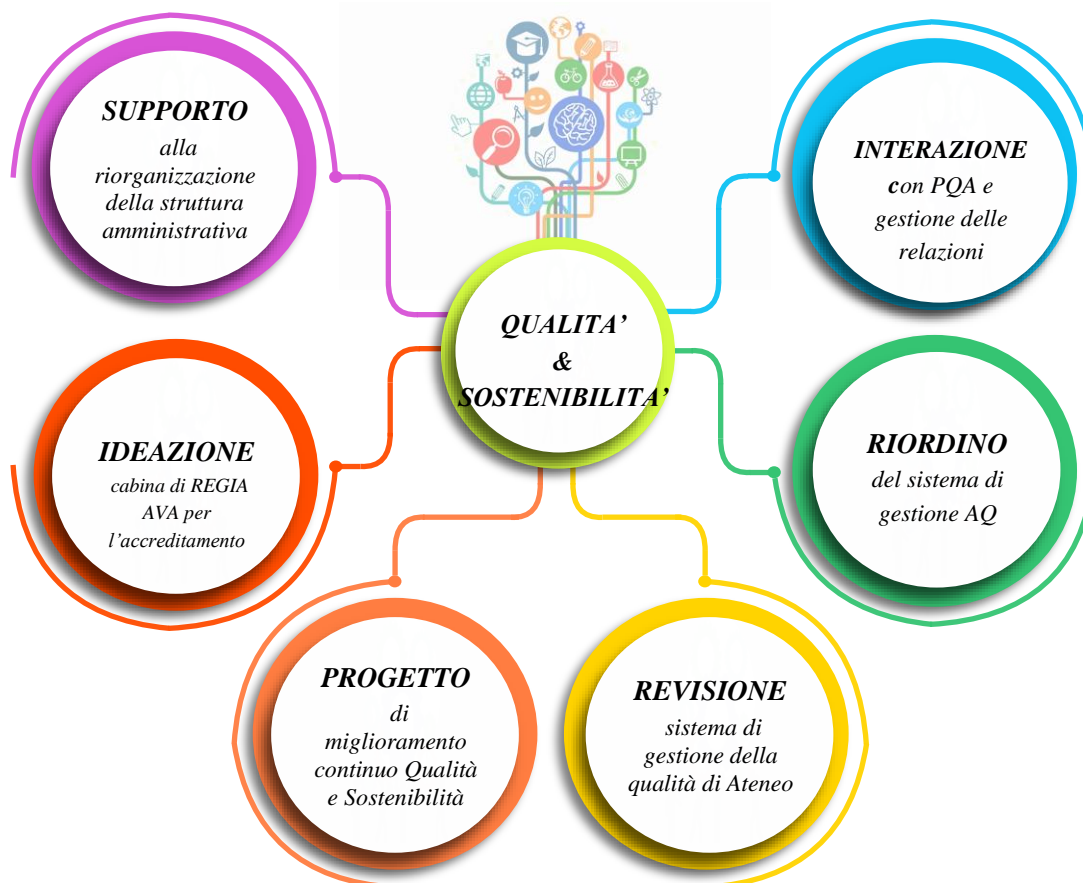 SUPPORTO
alla
riorganizzazione
della struttura
amministrativa
INTERAZIONE
con PQA e
gestione delle
relazioni
QUALITA’
&
SOSTENIBILITA’
IDEAZIONE
cabina di REGIA
AVA per
l’accreditamento
RIORDINO
del sistema di
gestione AQ
PROGETTO
di
miglioramento
continuo Qualità
e Sostenibilità
REVISIONE
sistema di
gestione della
qualità di Ateneo